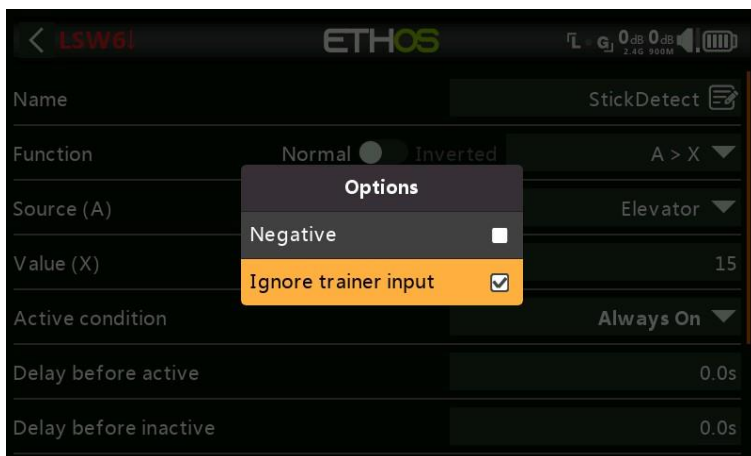 LSW6!
ETHOS
L G 0dB 0dB
2.4G 900M
Name StickDetect
Function Normal Inverted A > X
Options
Source (A) Elevator
Negative
Value (X) 15
Ignore trainer input
Active condition Always On
Delay before active 0.0s
Delay before inactive 0.0s